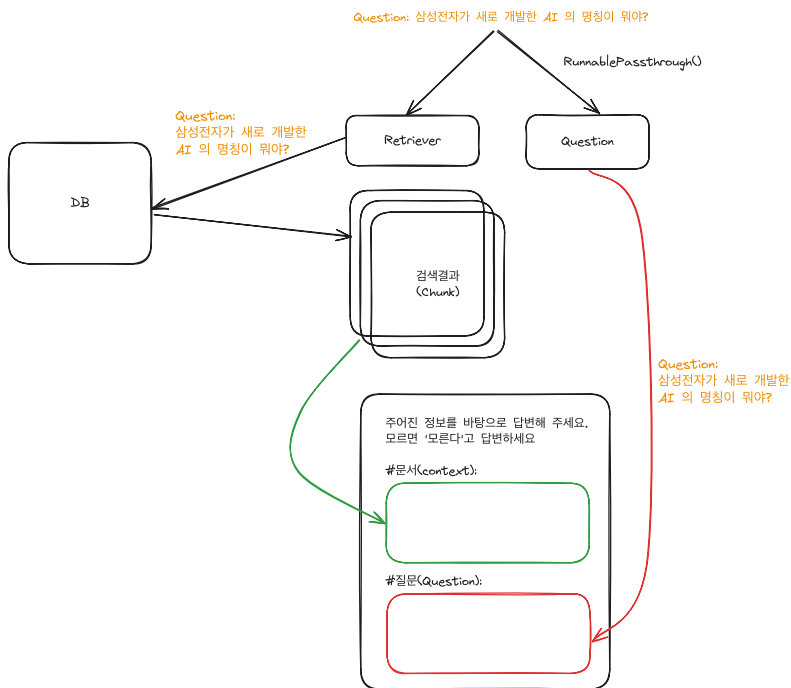 Question: 삼성전자가 새로 개발한 AI 의 명칭이 뭐야?
RunnablePassthrough()
Question:
삼성전자가 새로 개발한
AI 의 명칭이 뭐야?
Retriever
Question
DB
검색결과
(Chunk)
Question:
삼성전자가 새로 개발한
AI 의 명칭이 뭐야?
주어진 정보를 바탕으로 답변해 주세요.
모르면 '모른다'고 답변하세요
#문서(context):
#질문(Question):